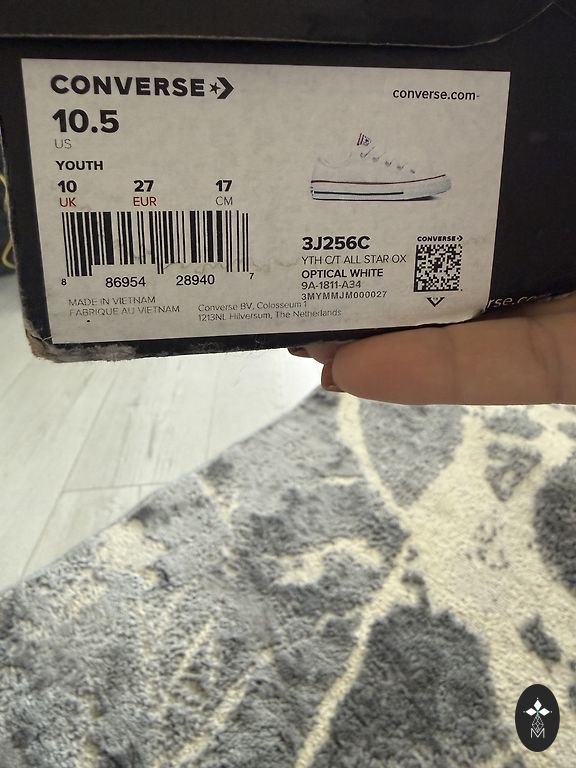 CONVERSE
converse.com
10.5
US
YOUTH
10 27 17
UK EUR CM
8 86954 28940 7
MADE IN VIETNAM
FABRIQUE AU VIETNAM
Converse BV, Colosseum 1
1213NL Hilversum, The Netherlands
3J256C
YTH C/T ALL STAR OX
OPTICAL WHITE
9A-1811-A34
3MYMMJM000027
CONVERSE
M